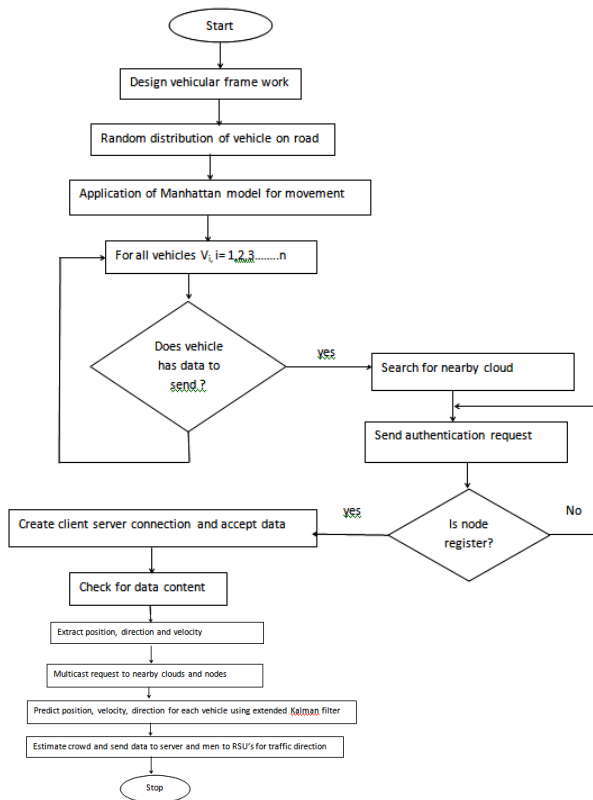 Start
Design vehicular frame work
Random distribution of vehicle on road
Application of Manhattan model for movement
For all vehicles Vi, i= 1,2,3........n
Does vehicle
has data to
send ?
yes
Search for nearby cloud
Send authentication request
Is node
register?
No
yes
Create client server connection and accept data
Check for data content
Extract position, direction and velocity
Multicast request to nearby clouds and nodes
Predict position, velocity, direction for each vehicle using extended Kalman filter
Estimate crowd and send data to server and men to RSU's for traffic direction
Stop